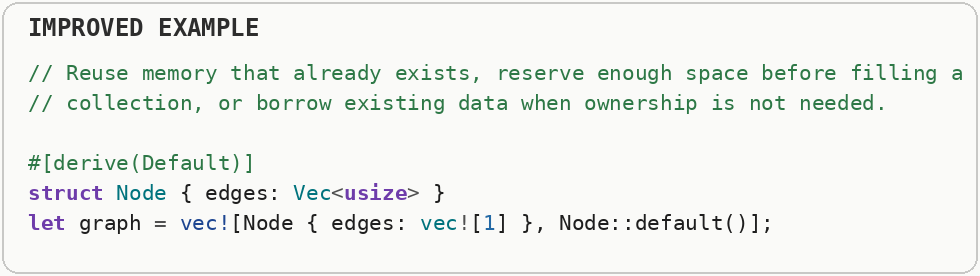 IMPROVED EXAMPLE
// Reuse memory that already exists, reserve enough space before filling a
// collection, or borrow existing data when ownership is not needed.
#[derive(Default)]
struct Node { edges: Vec<usize> }
let graph = vec![Node { edges: vec![1] }, Node::default()];